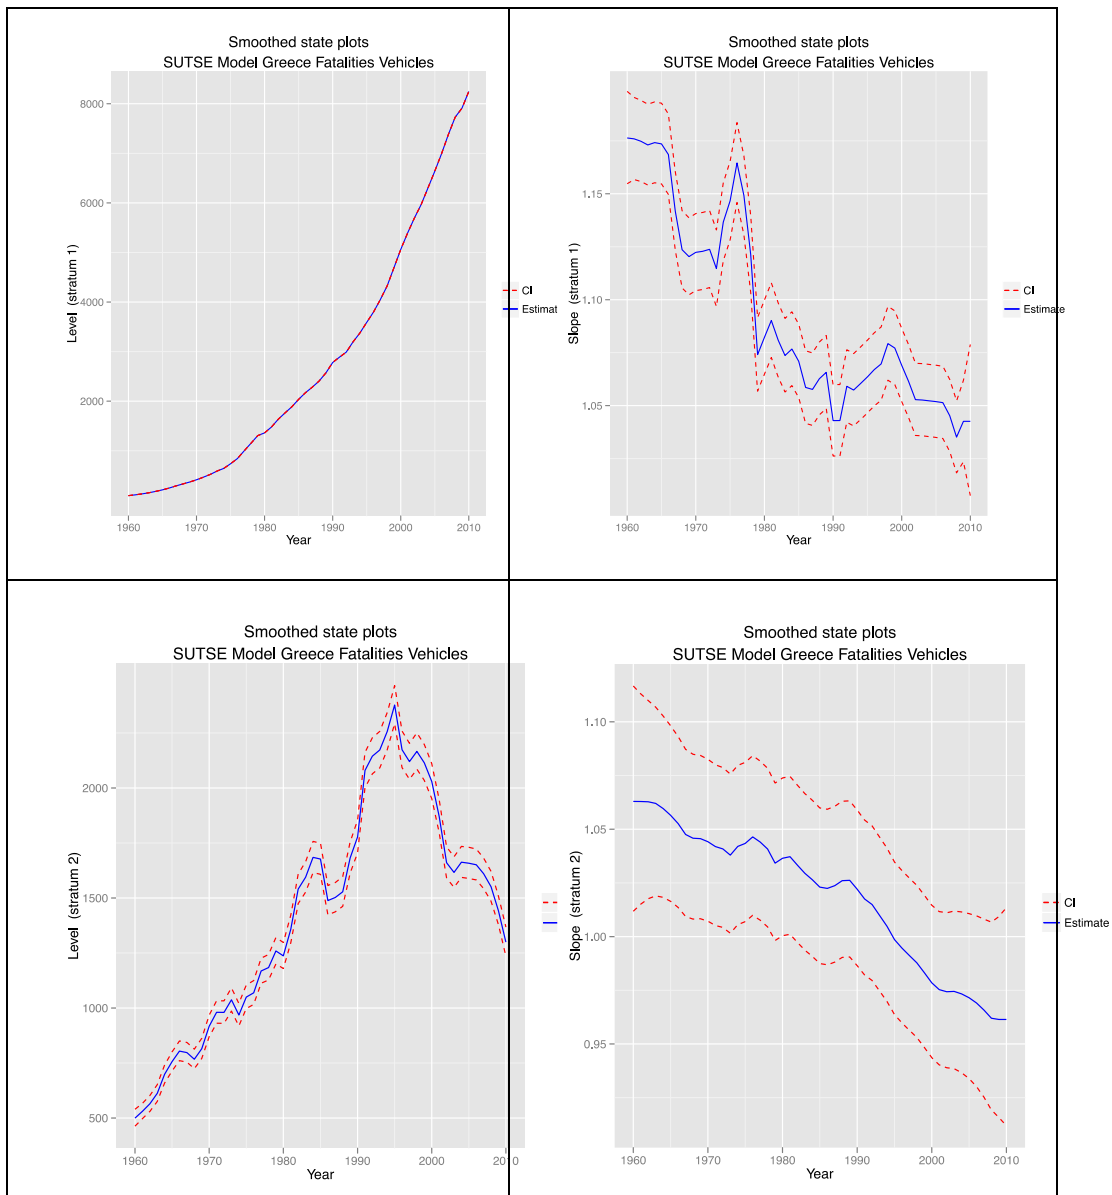 Smoothed state plots
SUTSE Model Greece Fatalities Vehicles
8000
6000
4000
2000
Level (stratum 1)
CI
Estimat
1960 1970 1980 1990 2000 2010
Year
Smoothed state plots
SUTSE Model Greece Fatalities Vehicles
1.15
1.10
1.05
Slope (stratum 1)
CI
Estimate
1960 1970 1980 1990 2000 2010
Year
Smoothed state plots
SUTSE Model Greece Fatalities Vehicles
2000
1500
1000
500
Level (stratum 2)
1960 1970 1980 1990 2000 2010
Year
Smoothed state plots
SUTSE Model Greece Fatalities Vehicles
1.10
1.05
1.00
0.95
Slope (stratum 2)
CI
Estimate
1960 1970 1980 1990 2000 2010
Year